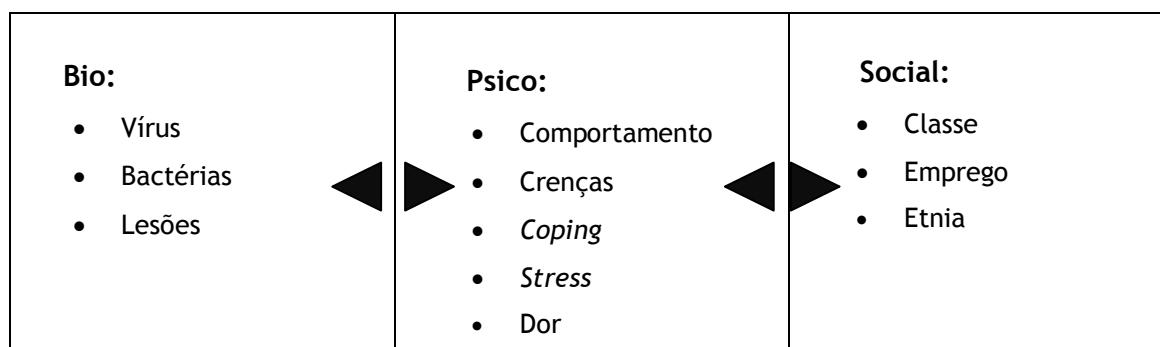 Bio:
• Vírus
• Bactérias
• Lesões
Psico:
• Comportamento
• Crenças
• Coping
• Stress
• Dor
Social:
• Classe
• Emprego
• Etnia